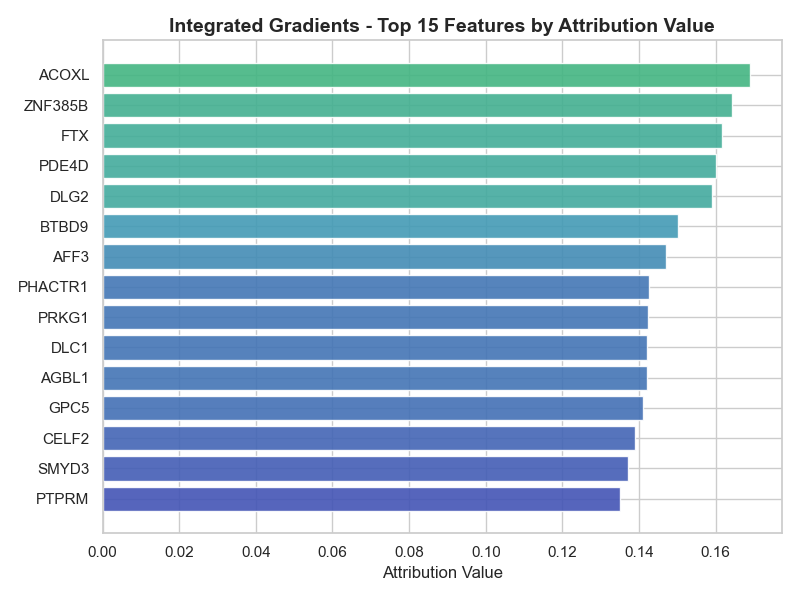 Integrated Gradients - Top 15 Features by Attribution Value
ACOXL
ZNF385B
FTX
PDE4D
DLG2
BTBD9
AFF3
PHACTR1
PRKG1
DLC1
AGBL1
GPC5
CELF2
SMYD3
PTPRM
0.00 0.02 0.04 0.06 0.08 0.10 0.12 0.14 0.16
Attribution Value